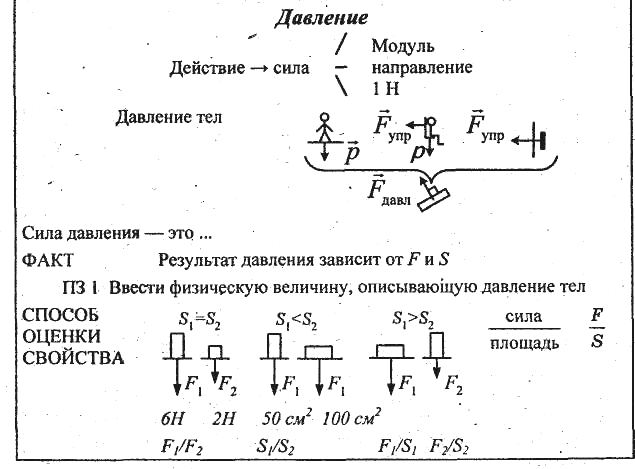 Давление
Модуль
Действие → сила – направление
1 Н
Давление тел
p⃗ F⃗упр p F⃗упр
F⃗давл
Сила давления — это ...
ФАКТ Результат давления зависит от F и S
ПЗ 1 Ввести физическую величину, описывающую давление тел
СПОСОБ ОЦЕНКИ СВОЙСТВА
S₁=S₂ S₁<S₂ S₁>S₂ сила/площадь F/S
F₁ F₂ F₁ F₁ F₁ F₂
6Н 2Н 50 см² 100 см²
F₁/F₂ S₁/S₂ F₁/S₁ F₂/S₂